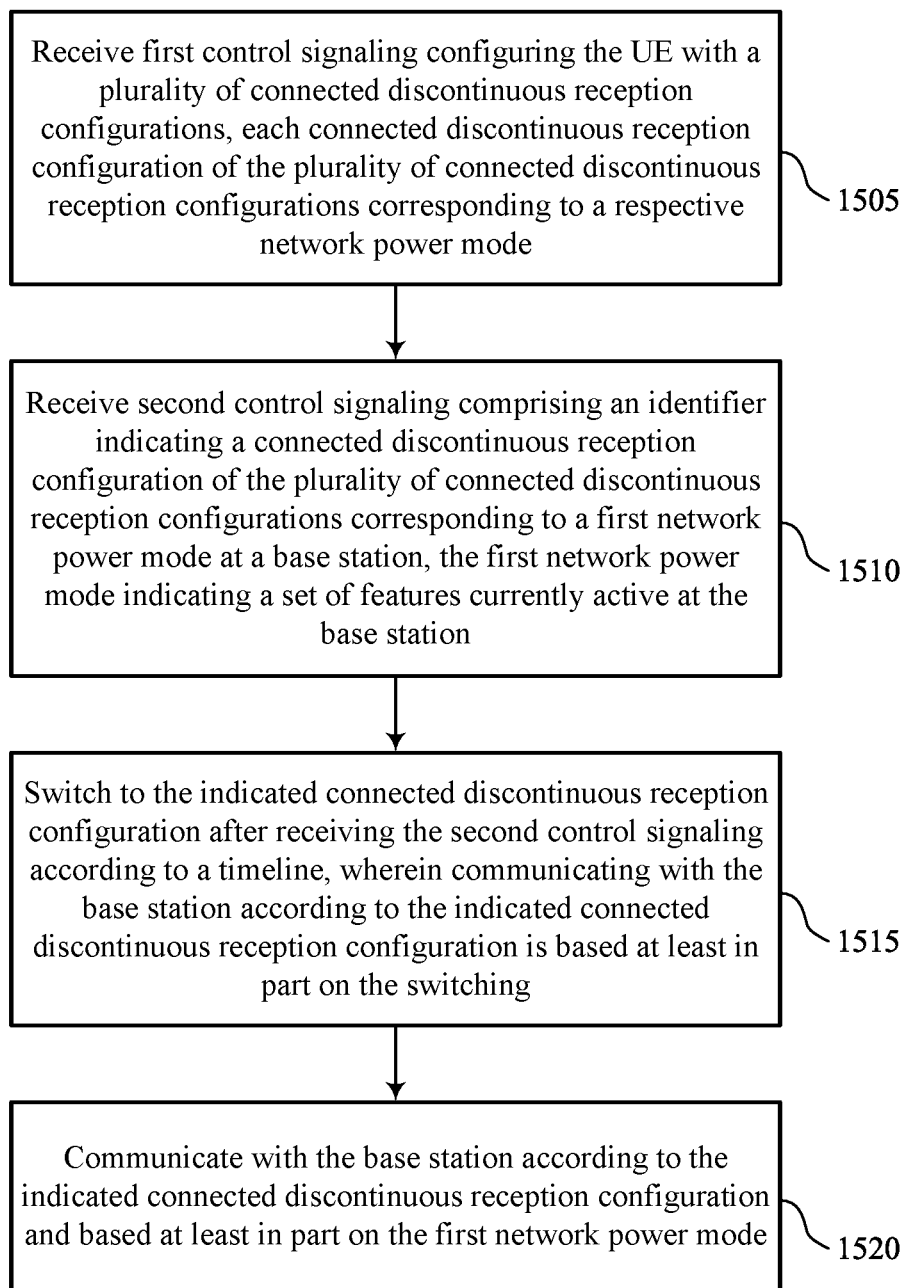 Receive first control signaling configuring the UE with a
plurality of connected discontinuous reception
configurations, each connected discontinuous reception
configuration of the plurality of connected discontinuous
reception configurations corresponding to a respective
network power mode
1505
Receive second control signaling comprising an identifier
indicating a connected discontinuous reception
configuration of the plurality of connected discontinuous
reception configurations corresponding to a first network
power mode at a base station, the first network power
mode indicating a set of features currently active at the
base station
1510
Switch to the indicated connected discontinuous reception
configuration after receiving the second control signaling
according to a timeline, wherein communicating with the
base station according to the indicated connected
discontinuous reception configuration is based at least in
part on the switching
1515
Communicate with the base station according to the
indicated connected discontinuous reception configuration
and based at least in part on the first network power mode
1520